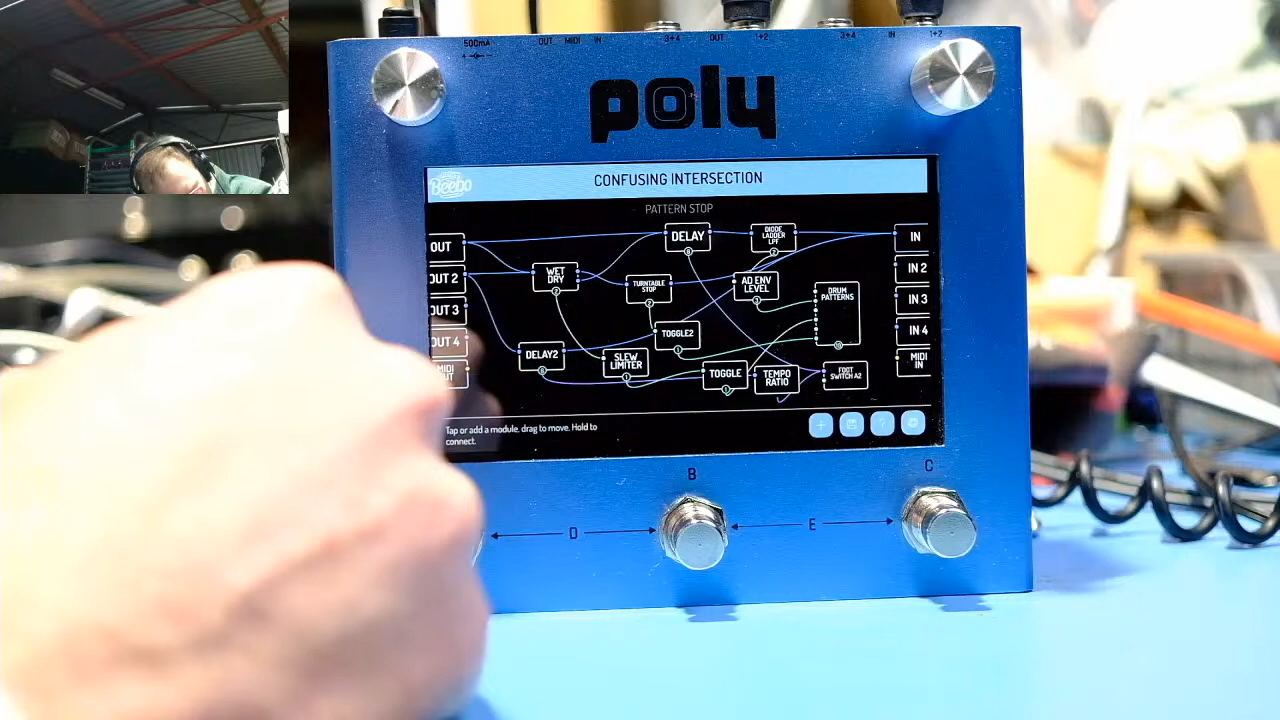 500mA
OUT MIDI IN
3+4 OUT 1+2
3+4 IN 1+2
poly
Beebo
CONFUSING INTERSECTION
PATTERN STOP
OUT
OUT 2
OUT 3
OUT 4
MIDI
OUT
WET
DRY
DELAY
DIODE
LADDER
LPF
TURNTABLE
STOP
AD ENV
LEVEL
DRUM
PATTERNS
TOGGLE2
DELAY2
SLEW
LIMITER
TOGGLE
TEMPO
RATIO
FOOT
SWITCH A2
IN
IN 2
IN 3
IN 4
MIDI
IN
Tap or add a module, drag to move. Hold to
connect.
+
?
B
C
D
E